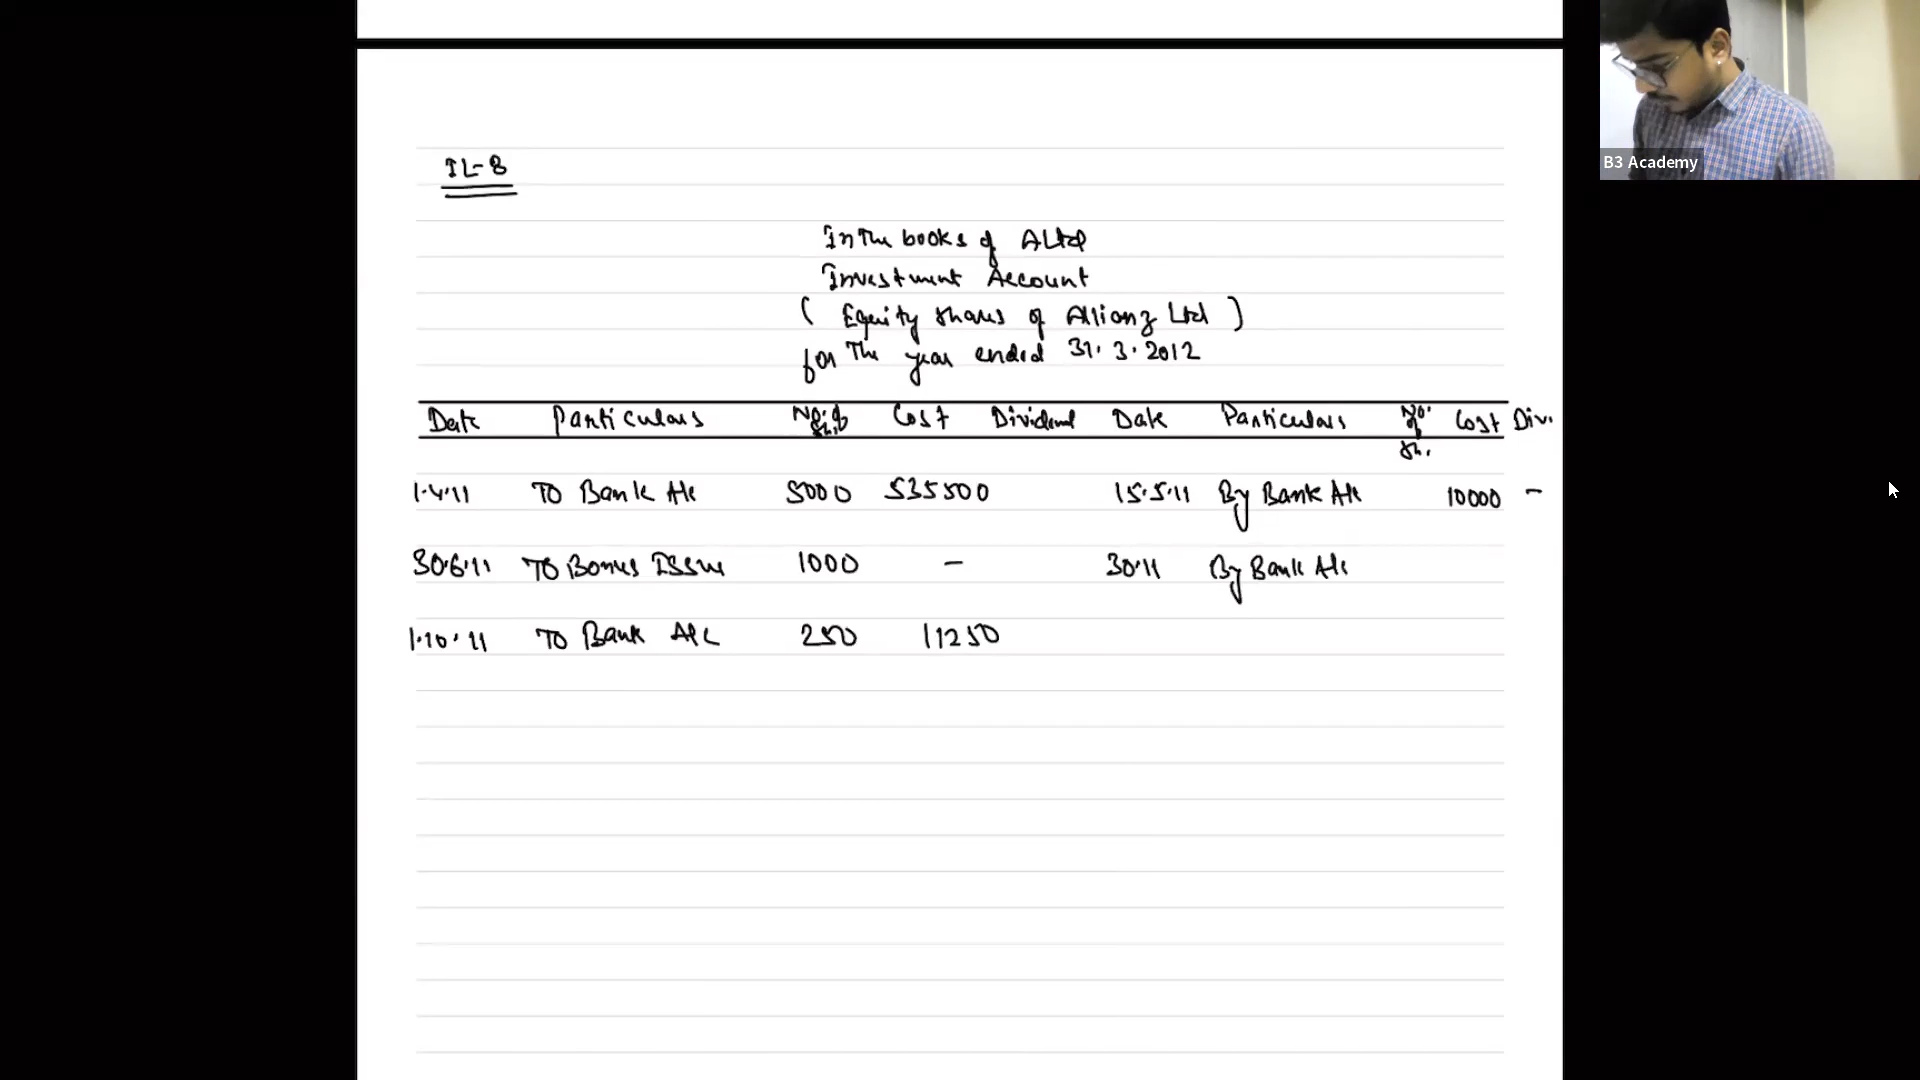 IL-8
In the books of A Ltd
Investment Account
( Equity shares of Allianz Ltd )
for the year ended 31.3.2012
Date Particulars No. of Sh. Cost Dividend Date Particulars No. of Sh. Cost Div.
1.4.11 To Bank A/c 5000 535500 15.5.11 By Bank A/c 10000 -
30.6.11 To Bonus Issue 1000 - 30.11 By Bank A/c
1.10.11 To Bank A/c 250 11250
B3 Academy